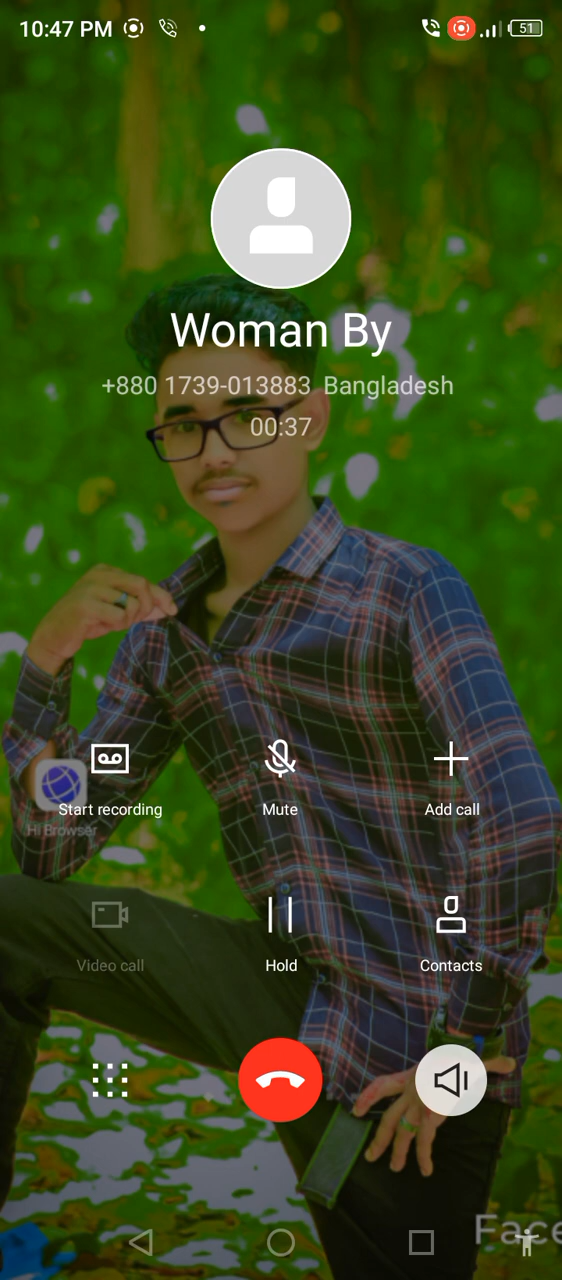 10:47 PM 51
Woman By
+880 1739-013883 Bangladesh
00:37
Start recording
Mute
Add call
Hi Browser
Video call
Hold
Contacts
Face